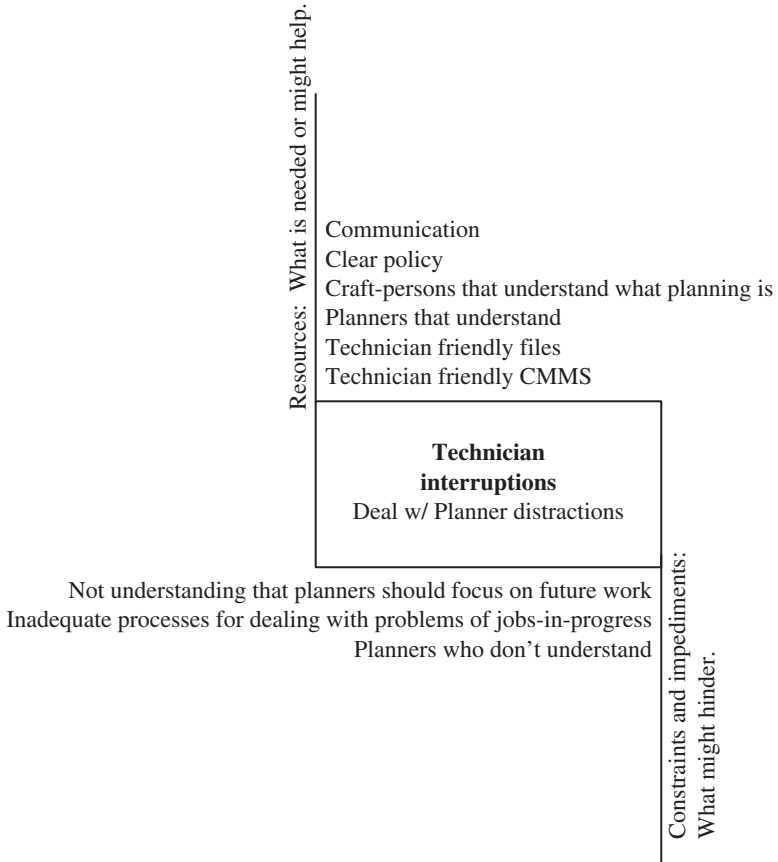 Resources: What is needed or might help.
Communication
Clear policy
Craft-persons that understand what planning is
Planners that understand
Technician friendly files
Technician friendly CMMS
Technician
interruptions
Deal w/ Planner distractions
Not understanding that planners should focus on future work
Inadequate processes for dealing with problems of jobs-in-progress
Planners who don’t understand
Constraints and impediments:
What might hinder.